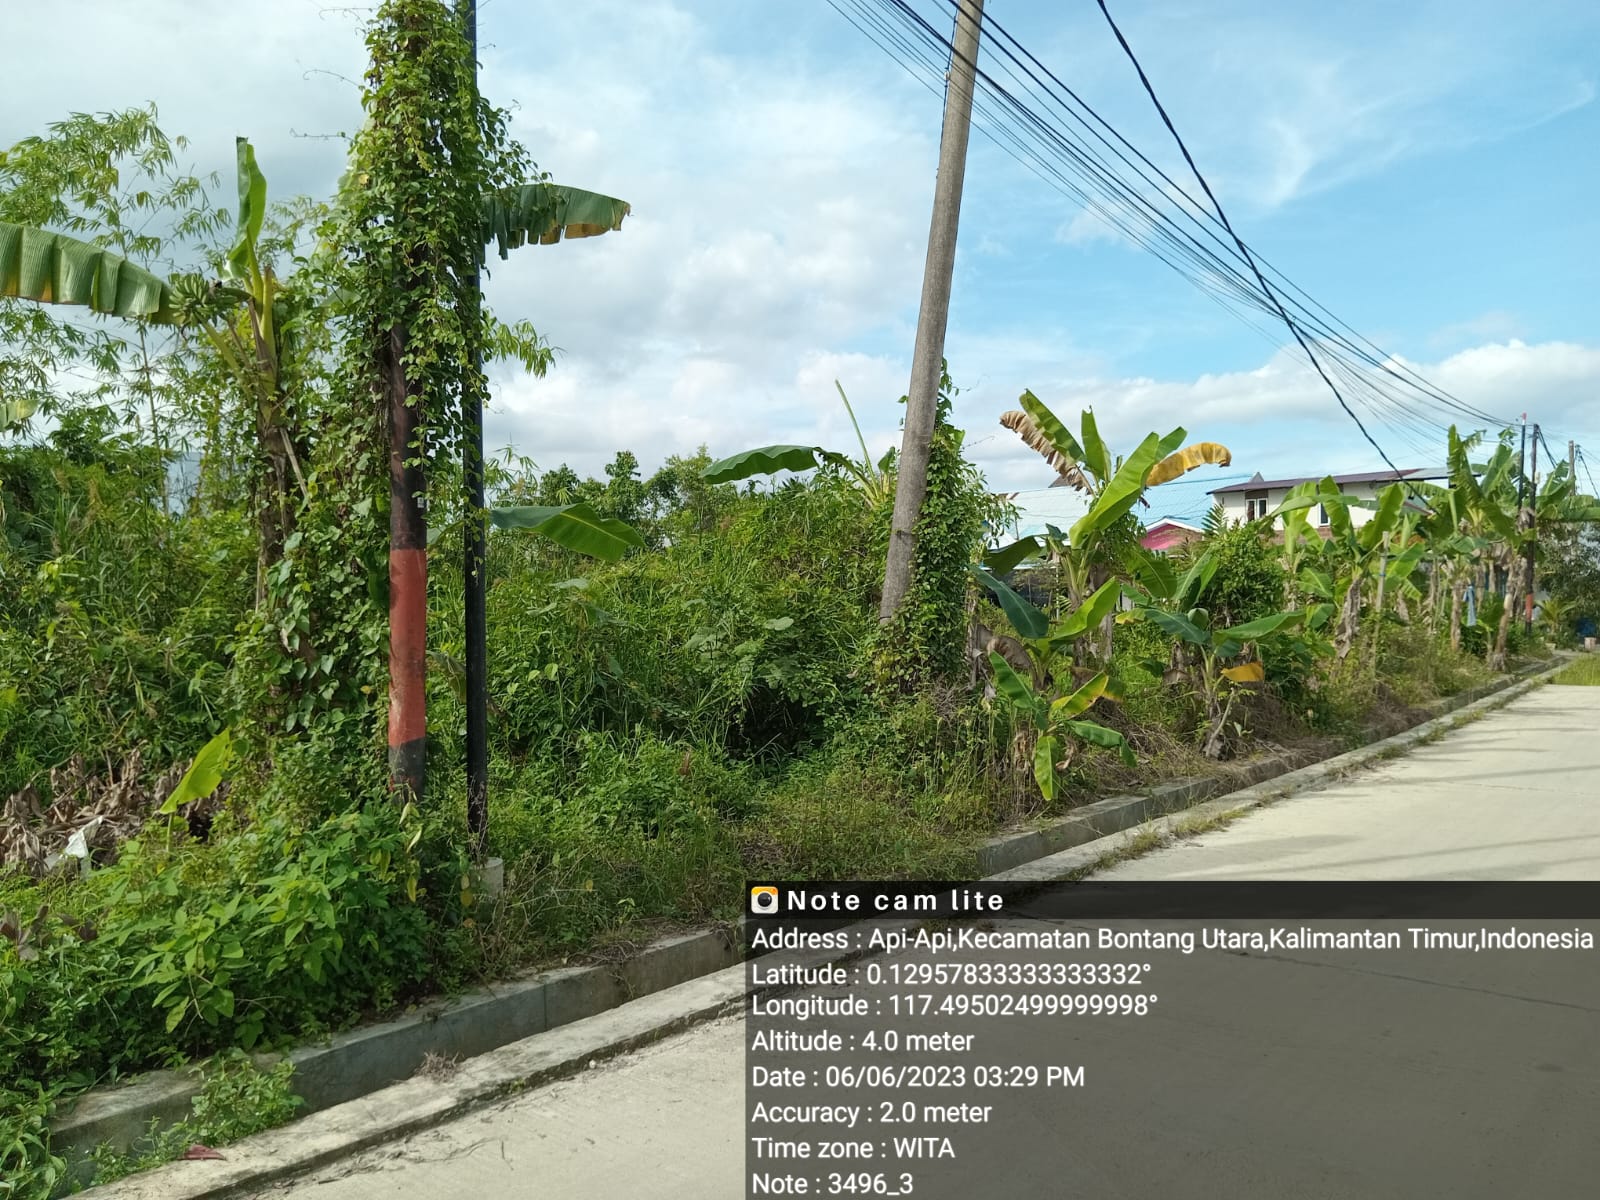 Note cam lite
Address : Api-Api,Kecamatan Bontang Utara,Kalimantan Timur,Indonesia
Latitude : 0.12957833333333332°
Longitude : 117.49502499999998°
Altitude : 4.0 meter
Date : 06/06/2023 03:29 PM
Accuracy : 2.0 meter
Time zone : WITA
Note : 3496_3